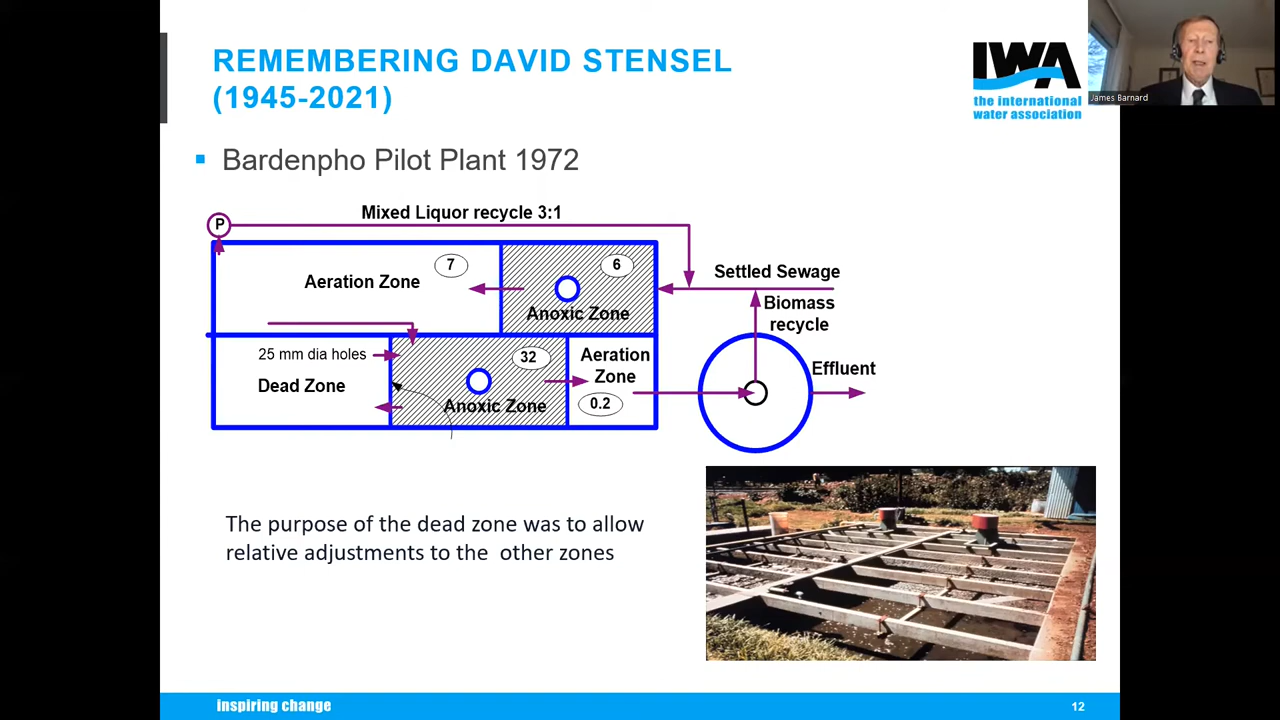 REMEMBERING DAVID STENSEL
(1945-2021)
IWA
the international
water association
James Barnard
Bardenpho Pilot Plant 1972
Mixed Liquor recycle 3:1
P
Aeration Zone
7
6
Anoxic Zone
Settled Sewage
Biomass
recycle
25 mm dia holes
Dead Zone
32
Anoxic Zone
Aeration
Zone
0.2
Effluent
The purpose of the dead zone was to allow
relative adjustments to the other zones
inspiring change
12